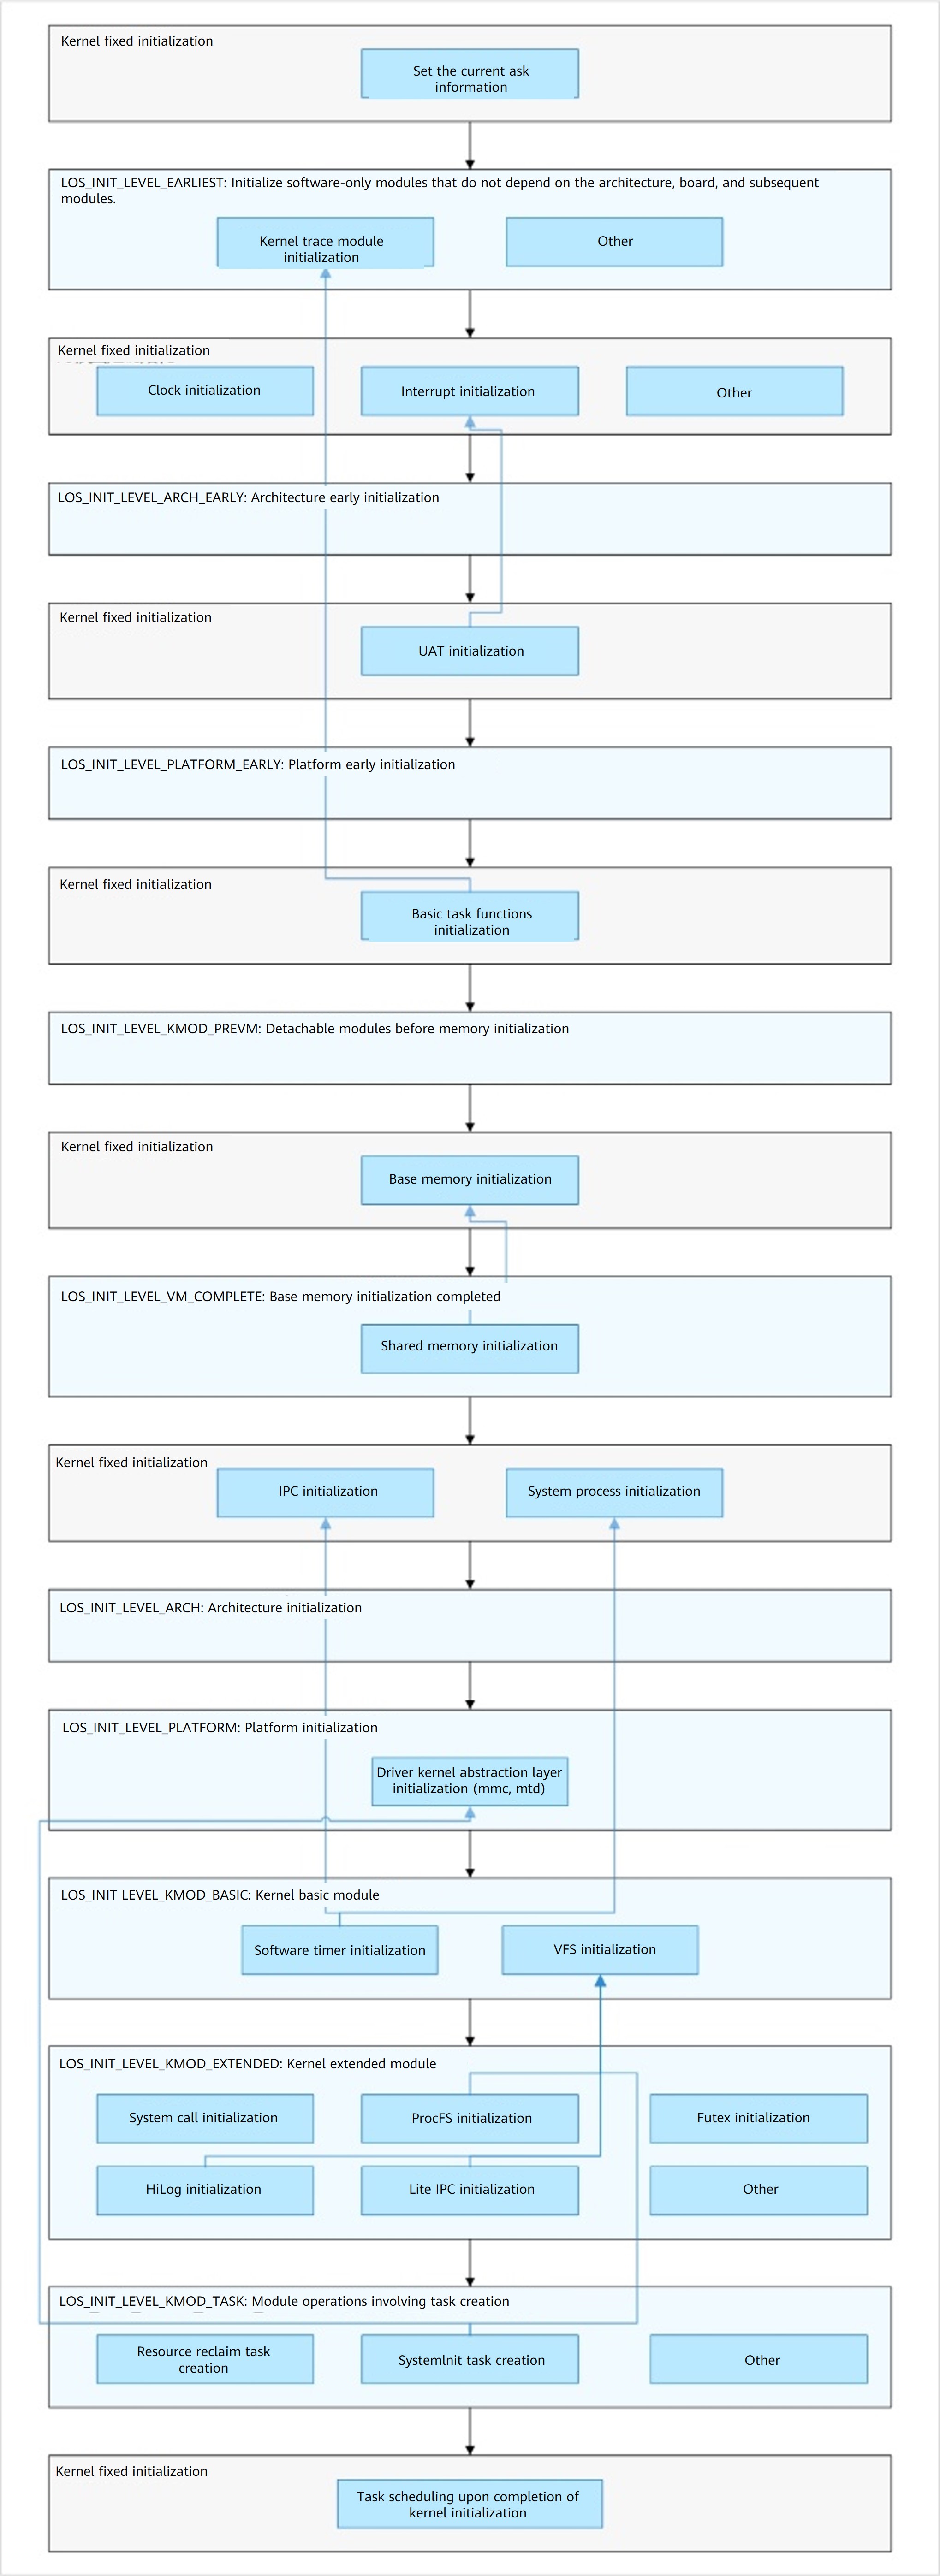 Kernel fixed initialization
Set the current ask
information
LOS_INIT_LEVEL_EARLIEST: Initialize software-only modules that do not depend on the architecture, board, and subsequent
modules.
Kernel trace module
initialization
Other
Kernel fixed initialization
Clock initialization
Interrupt initialization
Other
LOS_INIT_LEVEL_ARCH_EARLY: Architecture early initialization
Kernel fixed initialization
UAT initialization
LOS_INIT_LEVEL_PLATFORM_EARLY: Platform early initialization
Kernel fixed initialization
Basic task functions
initialization
LOS_INIT_LEVEL_KMOD_PREVM: Detachable modules before memory initialization
Kernel fixed initialization
Base memory initialization
LOS_INIT_LEVEL_VM_COMPLETE: Base memory initialization completed
Shared memory initialization
Kernel fixed initialization
IPC initialization
System process initialization
LOS_INIT_LEVEL_ARCH: Architecture initialization
LOS_INIT_LEVEL_PLATFORM: Platform initialization
Driver kernel abstraction layer
initialization (mmc, mtd)
LOS_INIT LEVEL_KMOD_BASIC: Kernel basic module
Software timer initialization
VFS initialization
LOS_INIT_LEVEL_KMOD_EXTENDED: Kernel extended module
System call initialization
ProcFS initialization
Futex initialization
HiLog initialization
Lite IPC initialization
Other
LOS_INIT_LEVEL_KMOD_TASK: Module operations involving task creation
Resource reclaim task
creation
Systemlnit task creation
Other
Kernel fixed initialization
Task scheduling upon completion of
kernel initialization